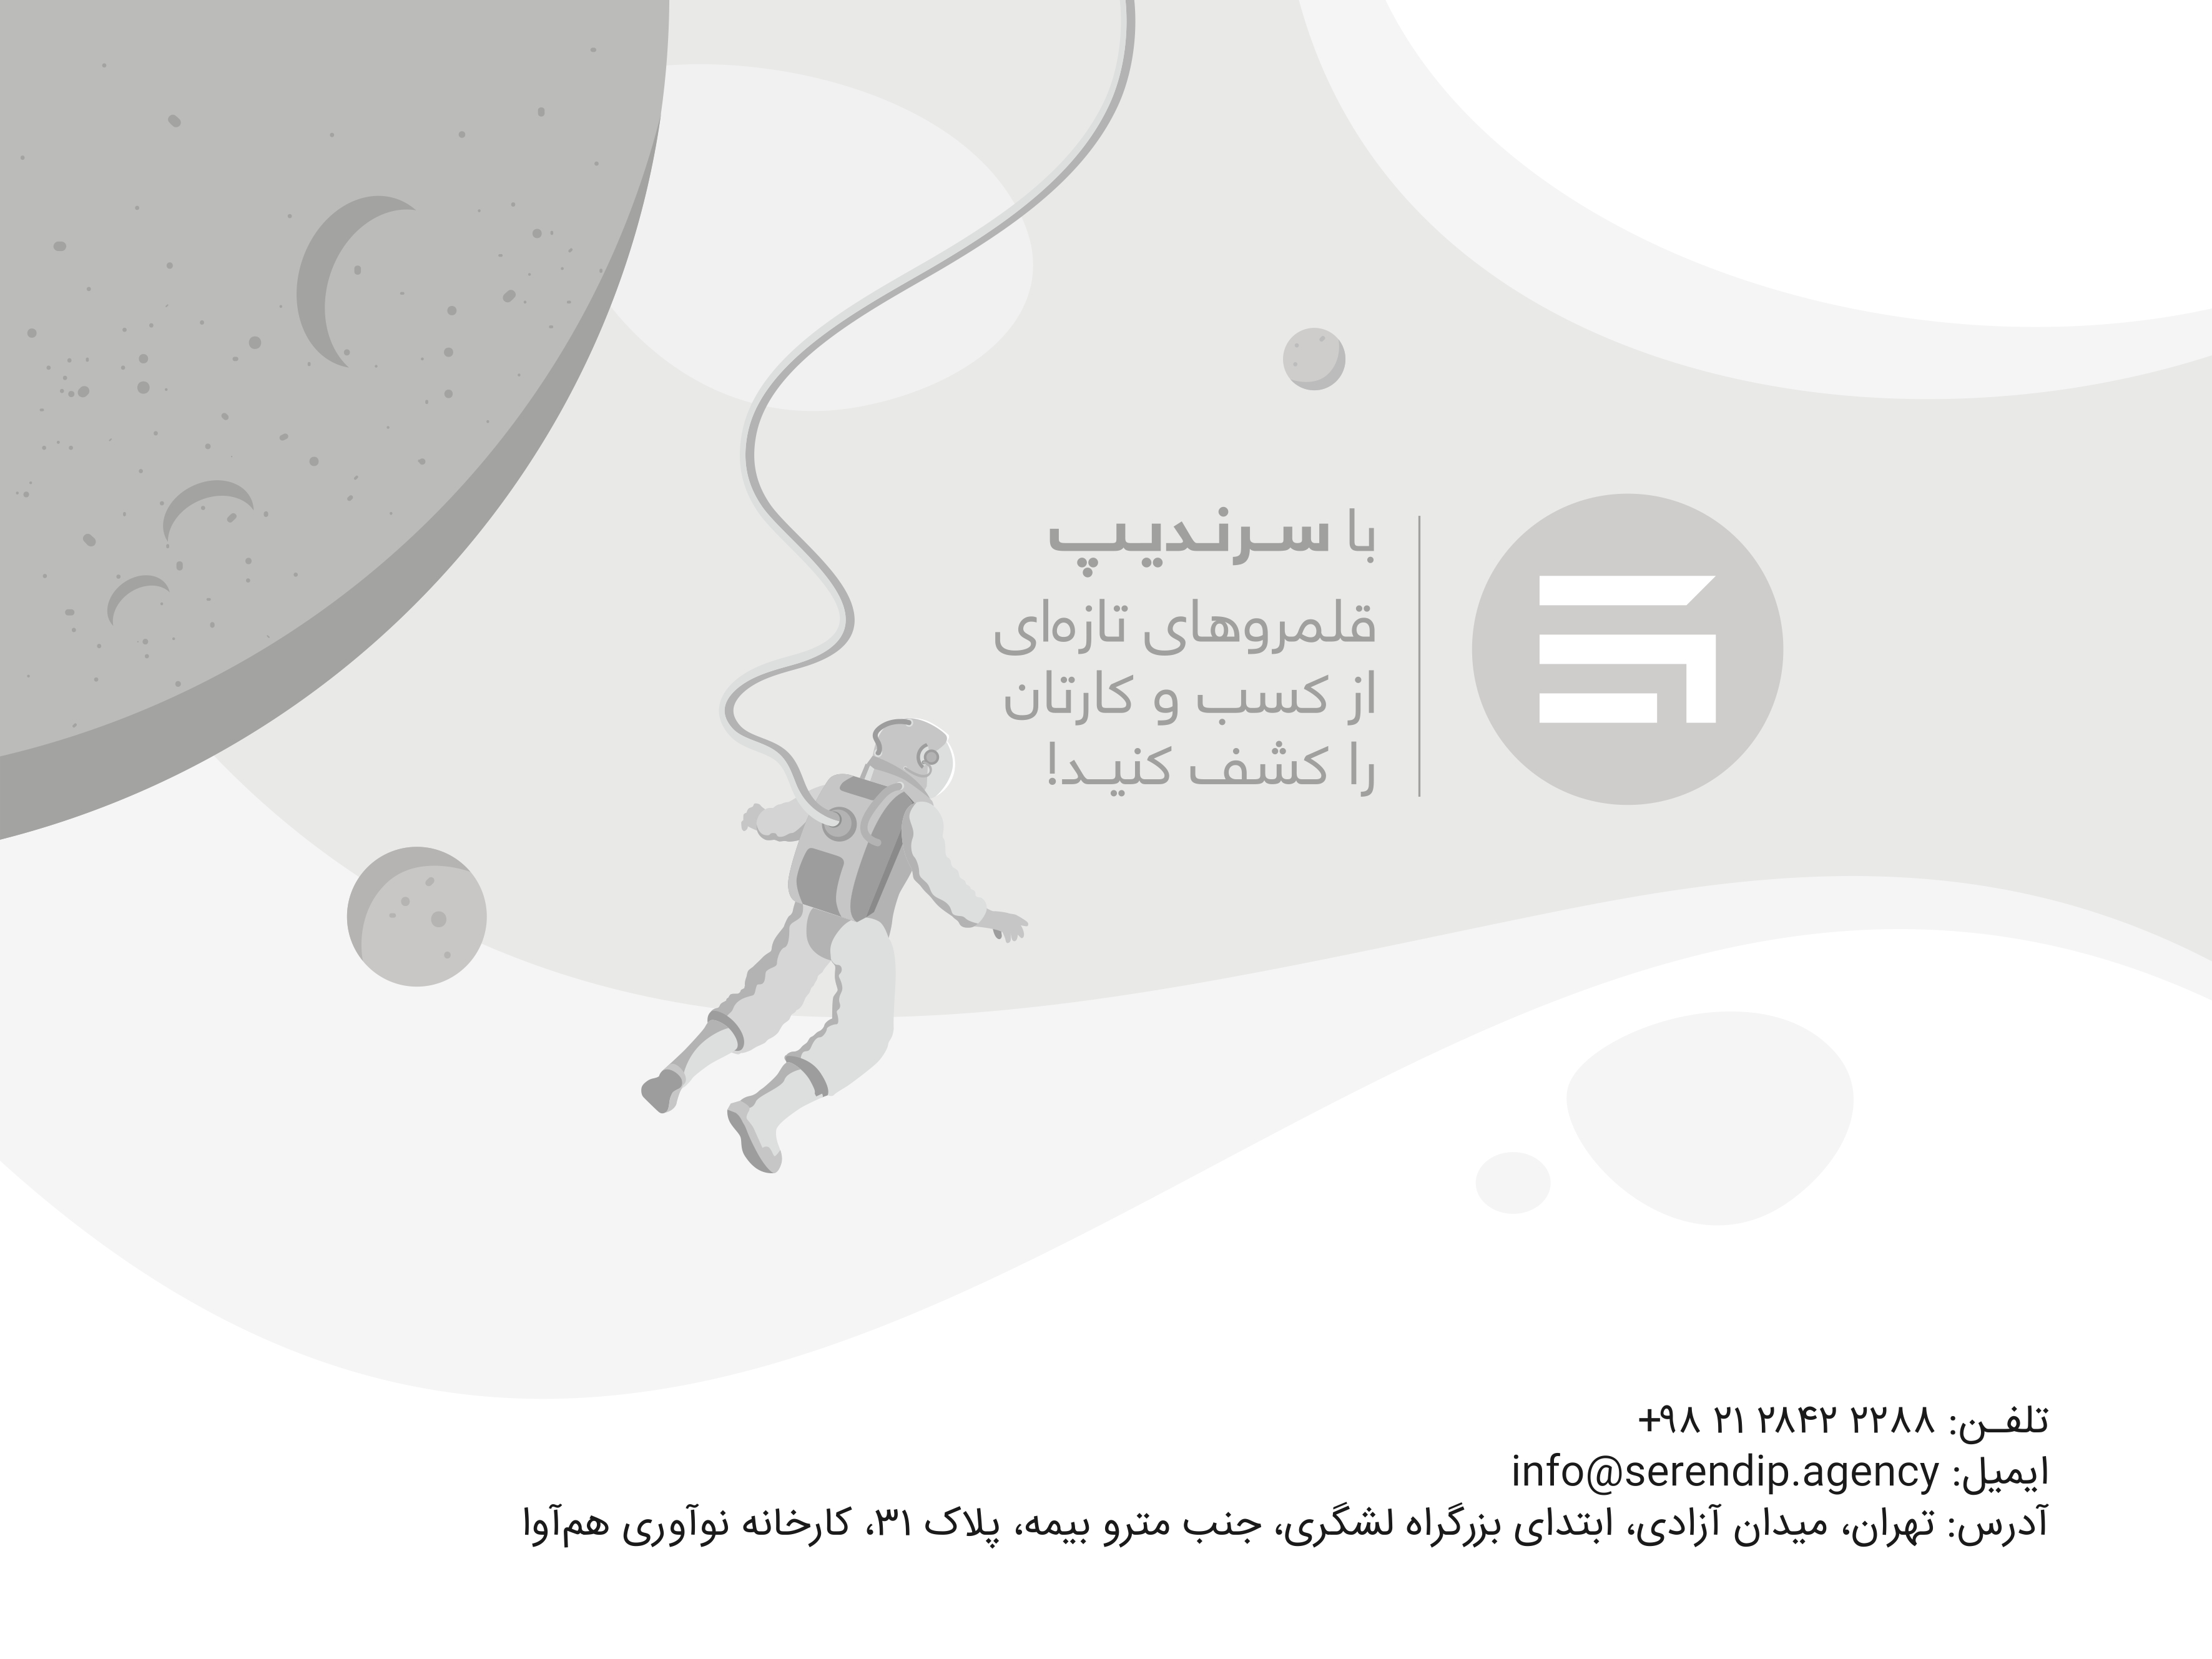 با سرندیپ
قلمروهای تازه‌ای
از کسب و کارتان
را کشف کنید!
تلفن: ۲۲۸۸ ۲۸۴۲ ۲۱ ۹۸+
ایمیل: info@serendip.agency
آدرس: تهران، میدان آزادی، ابتدای بزرگراه لشگری، جنب مترو بیمه، پلاک ۳۱، کارخانه نوآوری هم‌آوا